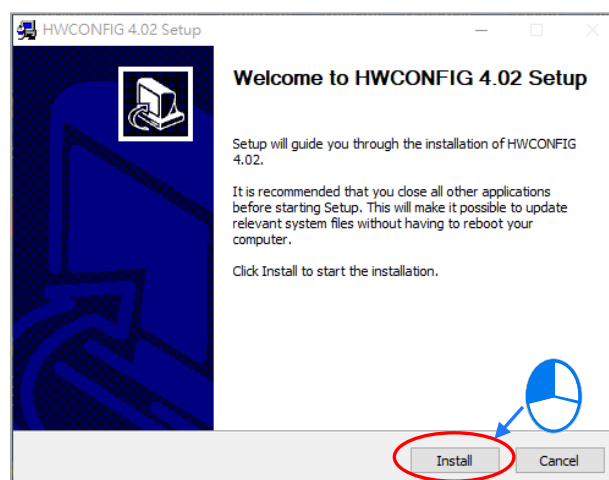 HWCONFIG 4.02 Setup
Welcome to HWCONFIG 4.02 Setup
Setup will guide you through the installation of HWCONFIG
4.02.
It is recommended that you close all other applications
before starting Setup. This will make it possible to update
relevant system files without having to reboot your
computer.
Click Install to start the installation.
Install Cancel